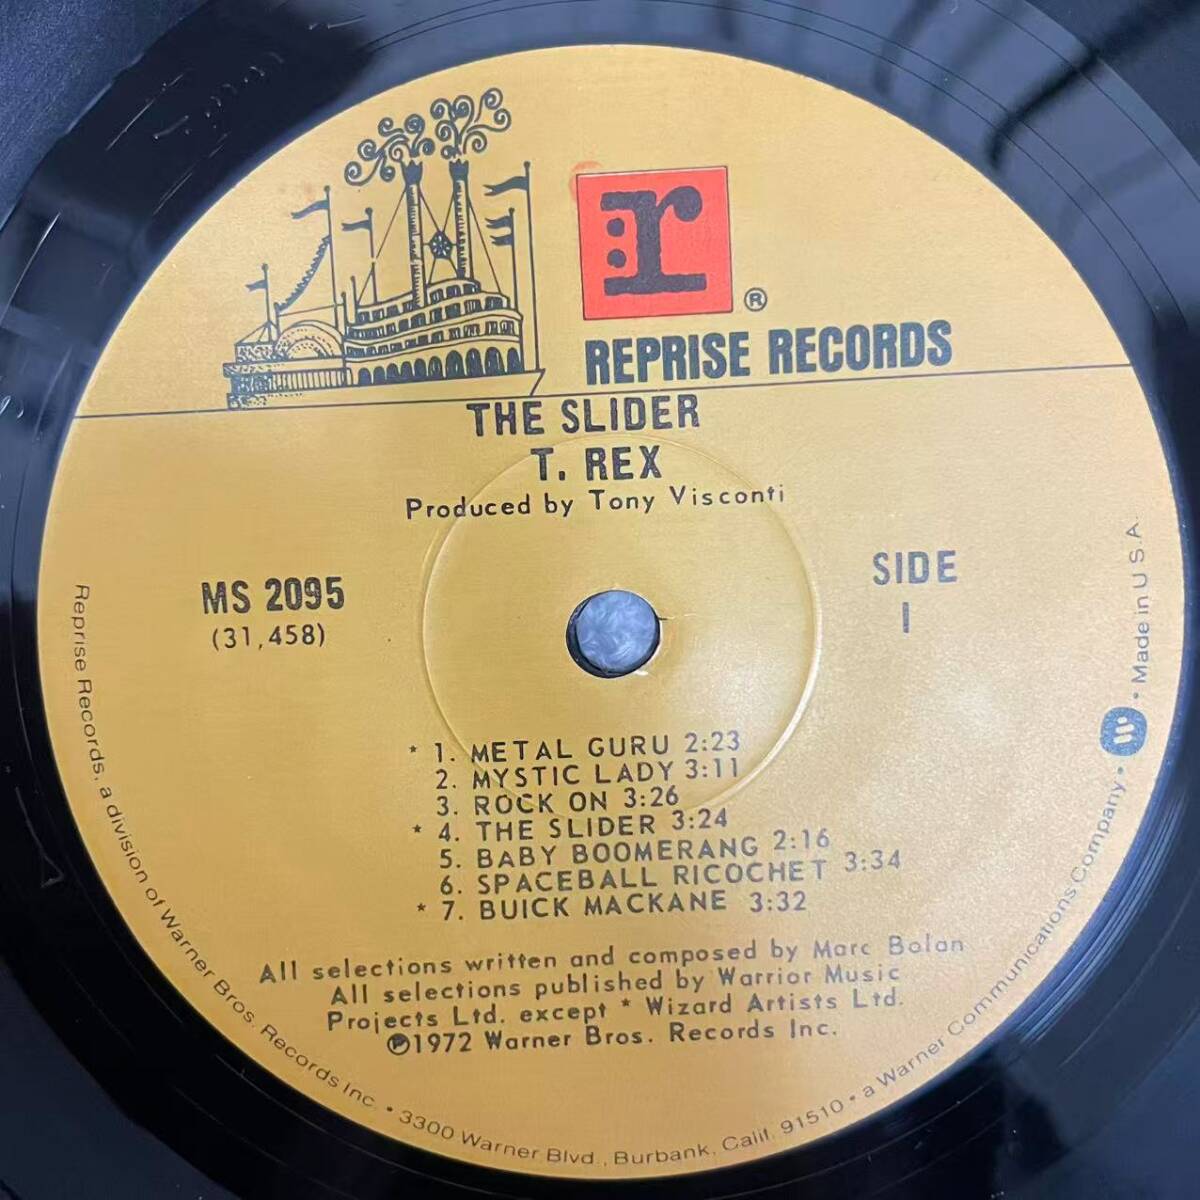 r
®
REPRISE RECORDS
THE SLIDER
T. REX
Produced by Tony Visconti
MS 2095
(31,458)
SIDE
1
* 1. METAL GURU 2:23
2. MYSTIC LADY 3:11
3. ROCK ON 3:26
* 4. THE SLIDER 3:24
5. BABY BOOMERANG 2:16
6. SPACEBALL RICOCHET 3:34
* 7. BUICK MACKANE 3:32
All selections written and composed by Marc Bolan
All selections published by Warrior Music
Projects Ltd. except * Wizard Artists Ltd.
℗1972 Warner Bros. Records Inc.
Reprise Records, a division of Warner Bros. Records Inc. • 3300 Warner Blvd., Burbank, Calif. 91510 • a Warner Communications Company • W • Made in U.S.A.